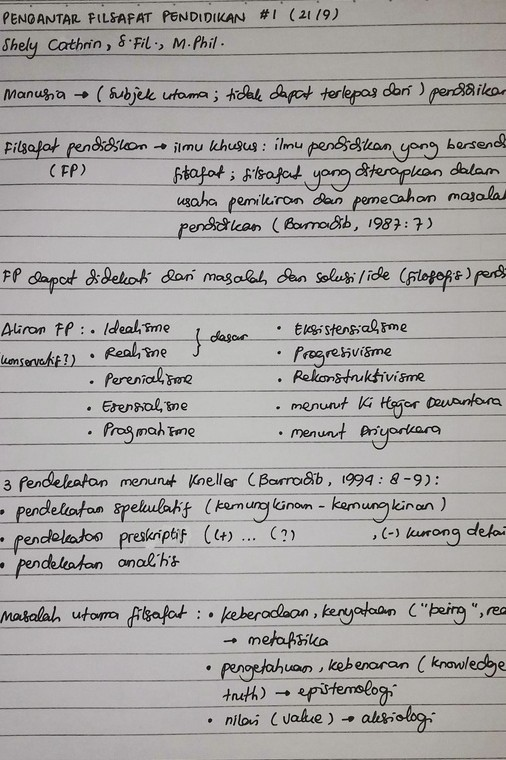 PENGANTAR FILSAFAT PENDIDIKAN #1 (21/9)
Shely Cathrin, S.Fil., M.Phil.
Manusia → (subjek utama; tidak dapat terlepas dari) pendidikan
Filsafat pendidikan → ilmu khusus: ilmu pendidikan yang bersend
(FP) filsafat; filsafat yang diterapkan dalam
usaha pemikiran dan pemecahan masalah
pendidikan (Barnadib, 1987: 7)
FP dapat didekati dari masalah dan solusi/ide (filosofis) pendi
Aliran FP: • Idealisme } dasar • Eksistensialisme
konservatif?) • Realisme • Progresivisme
• Perenialisme • Rekonstruktivisme
• Esensialisme • menurut Ki Hajar Dewantara
• Pragmatisme • menurut Driyarkara
3 Pendekatan menurut Kneller (Barnadib, 1994: 8-9):
• pendekatan spekulatif (kemungkinan-kemungkinan)
• pendekatan preskriptif ((+) ... (?) , (-) kurang detai
• pendekatan analitis
Masalah utama filsafat: • keberadaan, kenyataan ("being", rea
→ metafisika
• pengetahuan, kebenaran (knowledge
truth) → epistemologi
• nilai (value) → aksiologi